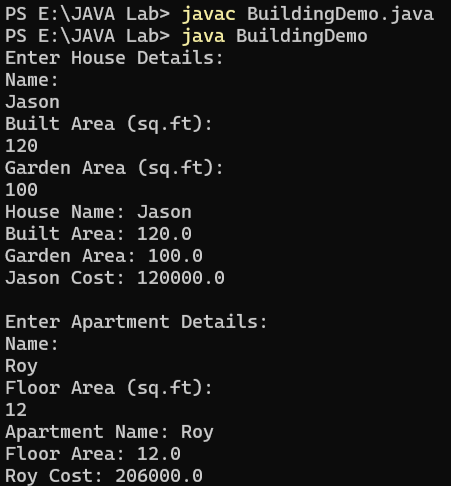 PS E:\JAVA Lab> javac BuildingDemo.java
PS E:\JAVA Lab> java BuildingDemo
Enter House Details:
Name:
Jason
Built Area (sq.ft):
120
Garden Area (sq.ft):
100
House Name: Jason
Built Area: 120.0
Garden Area: 100.0
Jason Cost: 120000.0
Enter Apartment Details:
Name:
Roy
Floor Area (sq.ft):
12
Apartment Name: Roy
Floor Area: 12.0
Roy Cost: 206000.0